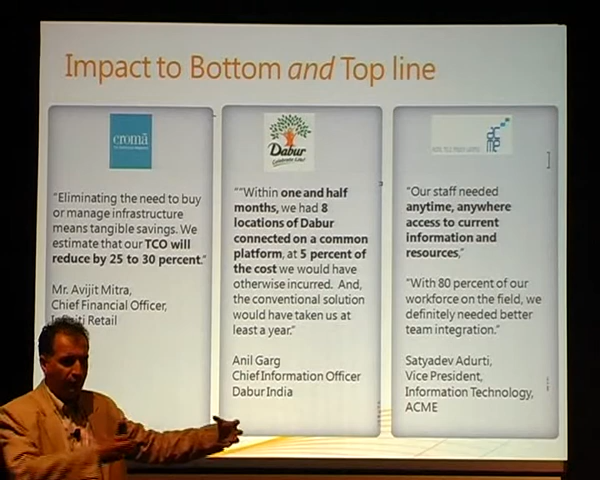 Impact to Bottom and Top line
cromā
"Eliminating the need to buy
or manage infrastructure
means tangible savings. We
estimate that our TCO will
reduce by 25 to 30 percent."
Mr. Avijit Mitra,
Chief Financial Officer,
Infiniti Retail
Dabur
Celebrate Life!
""Within one and half
months, we had 8
locations of Dabur
connected on a common
platform, at 5 percent of
the cost we would have
otherwise incurred. And,
the conventional solution
would have taken us at
least a year."
Anil Garg
Chief Information Officer
Dabur India
acme
"Our staff needed
anytime, anywhere
access to current
information and
resources,"
"With 80 percent of our
workforce on the field, we
definitely needed better
team integration."
Satyadev Adurti,
Vice President,
Information Technology,
ACME